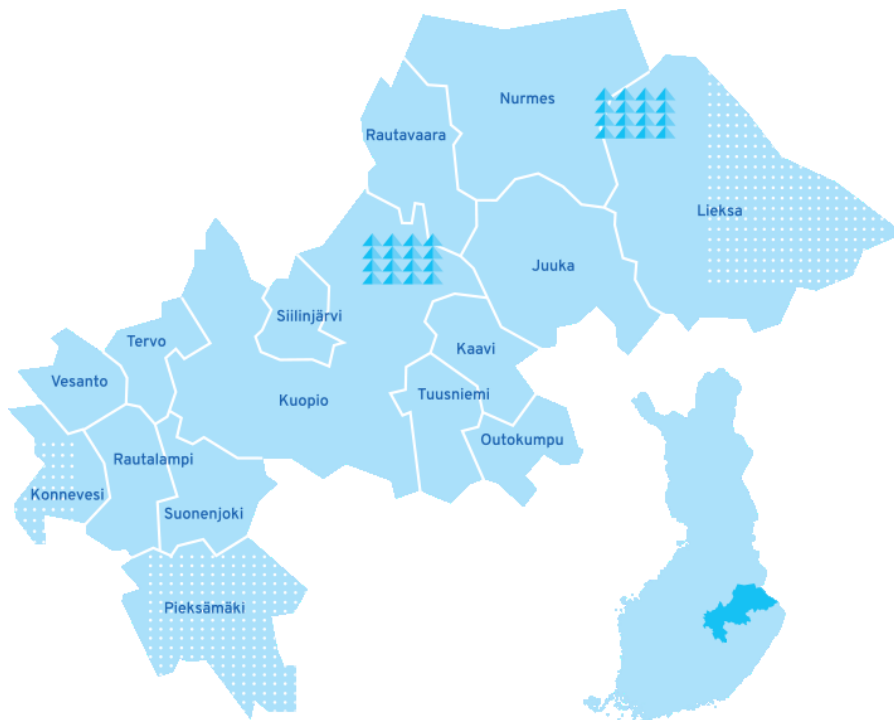 Nurmes
Rautavaara
Lieksa
Juuka
Siilinjärvi
Tervo
Kaavi
Vesanto
Tuusniemi
Kuopio
Outokumpu
Rautalampi
Konnevesi
Suonenjoki
Pieksämäki